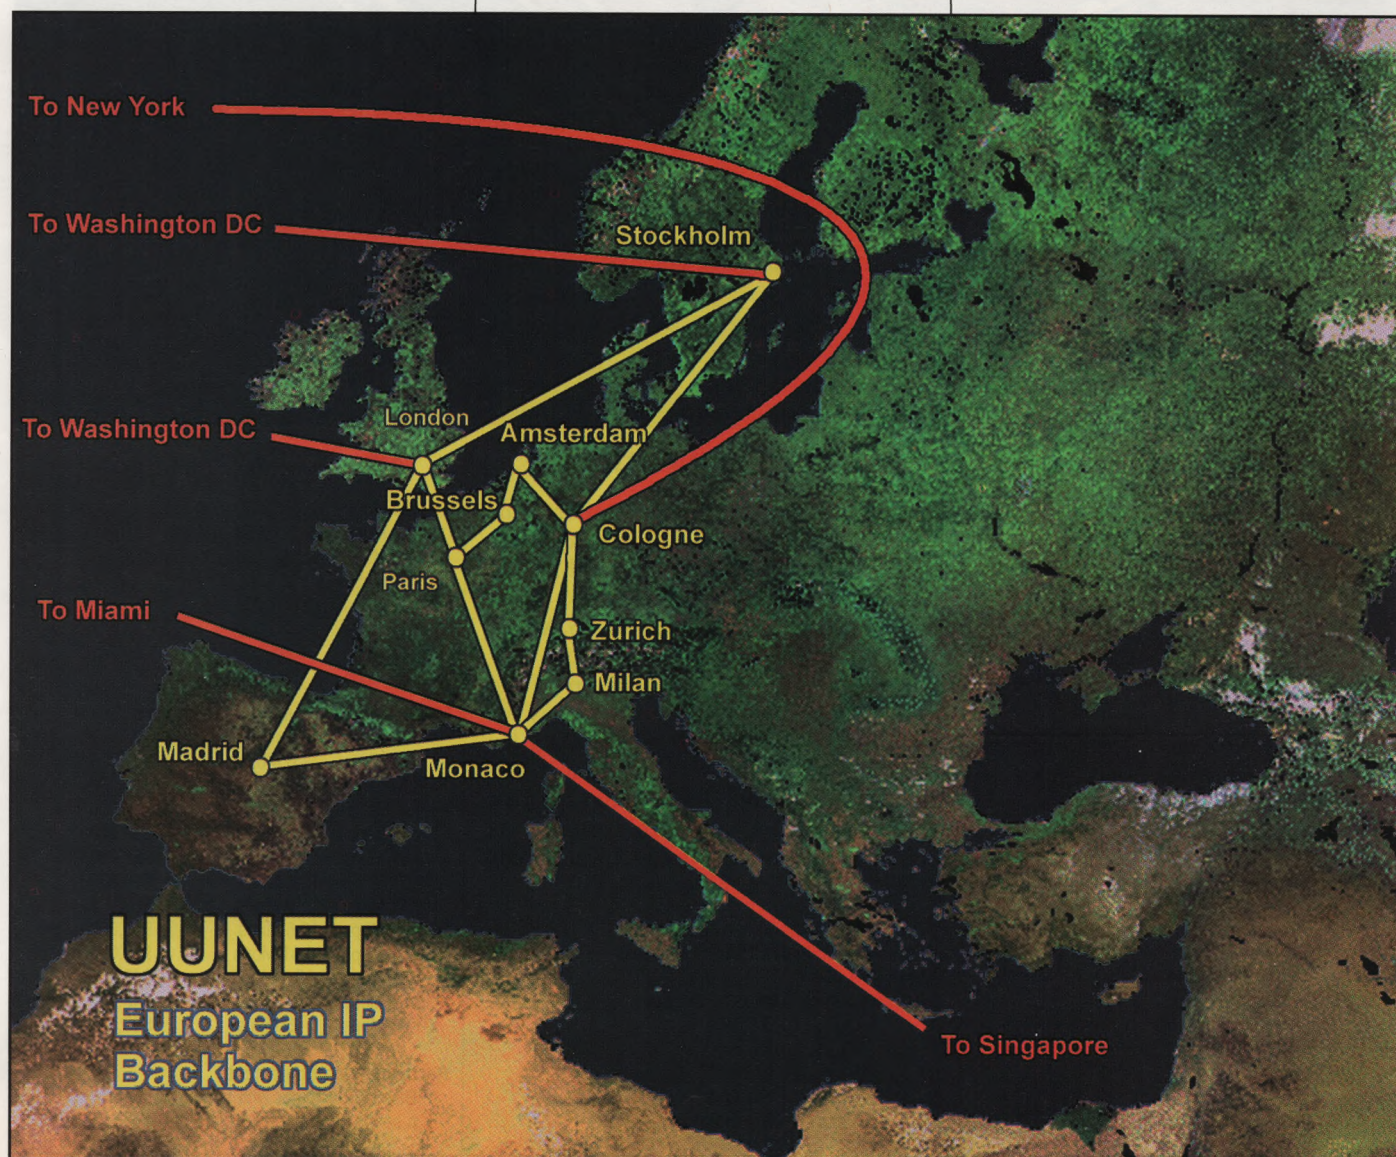 To New York
To Washington DC
Stockholm
London
To Washington DC
Amsterdam
Brussels
Cologne
Paris
To Miami
Zurich
Milan
Madrid
Monaco
UUNET
European IP
Backbone
To Singapore